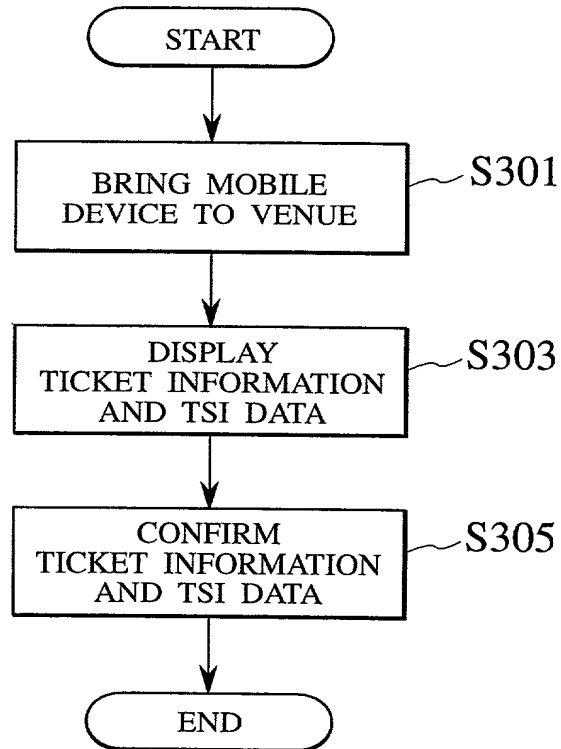 START
BRING MOBILE
DEVICE TO VENUE
S301
DISPLAY
TICKET INFORMATION
AND TSI DATA
S303
CONFIRM
TICKET INFORMATION
AND TSI DATA
S305
END